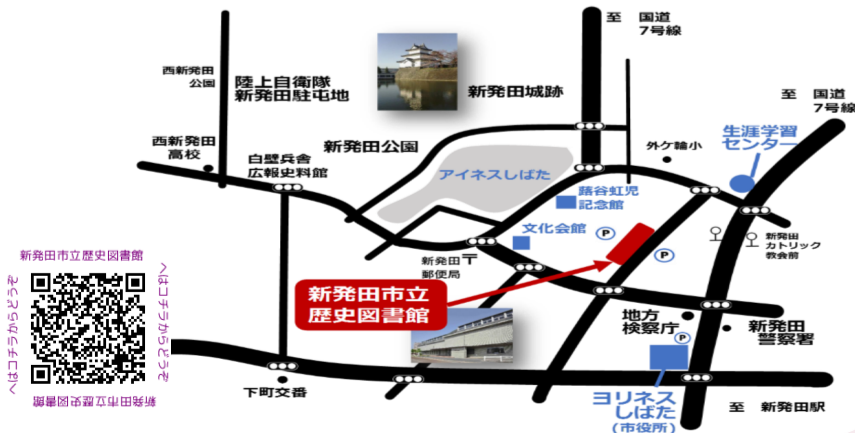 至 国道
7号線
西新発田
公園
陸上自衛隊
新発田駐屯地
新発田城跡
至 国道
7号線
生涯学習
センター
西新発田
高校
新発田公園
外ケ輪小
白壁兵舎
広報史料館
アイネスしばた
蕗谷虹児
記念館
文化会館
P
新発田
カトリック
教会前
新発田
郵便局
〒
P
新発田市立歴史図書館
へはコチラからどうぞ
新発田市立歴史図書館
へはコチラからどうぞ
新発田市立
歴史図書館
地方
検察庁
新発田
警察署
P
下町交番
ヨリネス
しばた
(市役所)
至 新発田駅